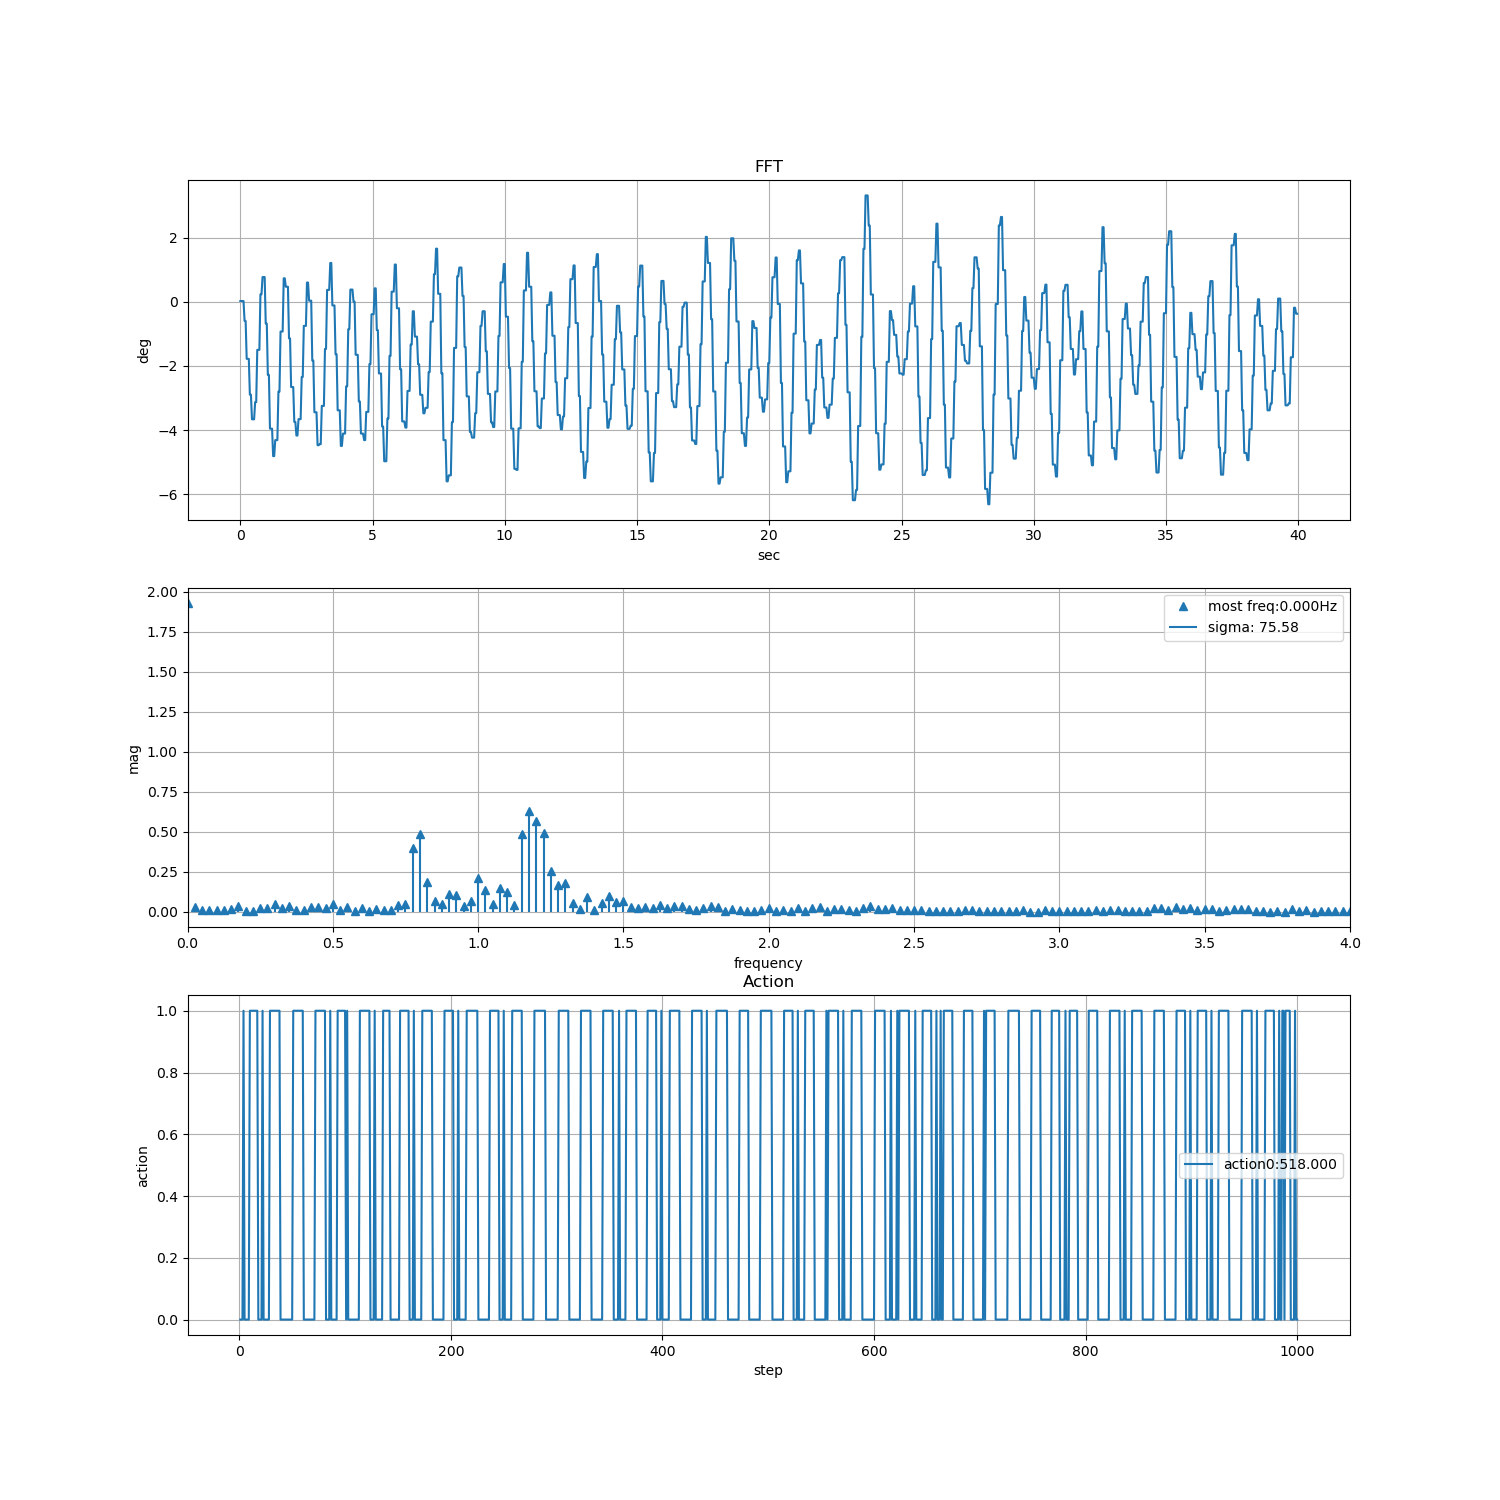 FFT
2
0
−2
−4
−6
deg
0 5 10 15 20 25 30 35 40
sec
2.00
1.75
1.50
1.25
1.00
0.75
0.50
0.25
0.00
mag
most freq:0.000Hz
sigma: 75.58
0.0 0.5 1.0 1.5 2.0 2.5 3.0 3.5 4.0
frequency
Action
1.0
0.8
0.6
0.4
0.2
0.0
action
action0:518.000
0 200 400 600 800 1000
step